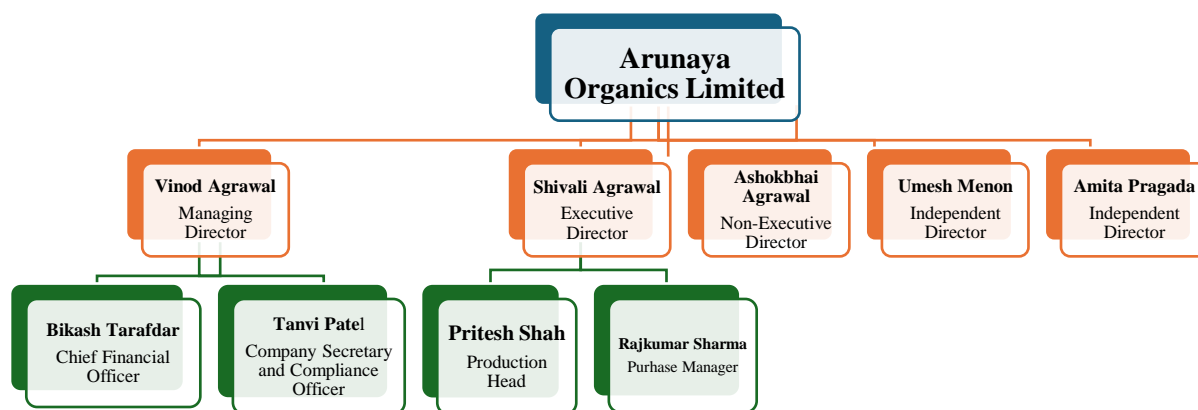 Arunaya
Organics Limited
Vinod Agrawal
Managing
Director
Shivali Agrawal
Executive
Director
Ashokbhai
Agrawal
Non-Executive
Director
Umesh Menon
Independent
Director
Amita Pragada
Independent
Director
Bikash Tarafdar
Chief Financial
Officer
Tanvi Patel
Company Secretary
and Compliance
Officer
Pritesh Shah
Production
Head
Rajkumar Sharma
Purhase Manager